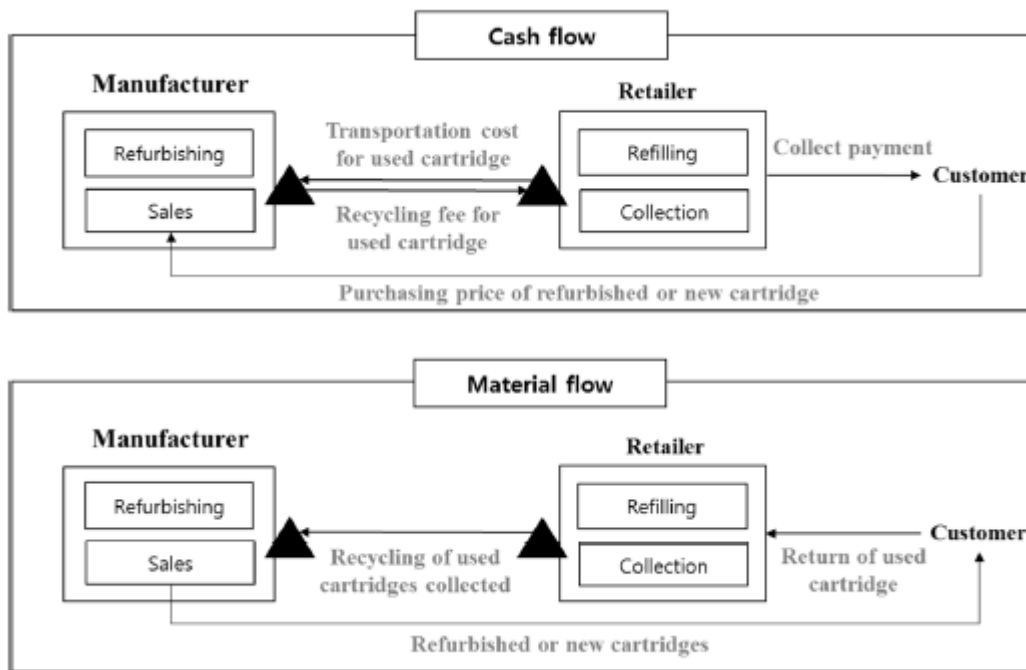 Cash flow
Manufacturer
Retailer
Refurbishing
Sales
Transportation cost
for used cartridge
Recycling fee for
used cartridge
Refilling
Collection
Collect payment
Customer
Purchasing price of refurbished or new cartridge
Material flow
Manufacturer
Retailer
Refurbishing
Sales
Recycling of used
cartridges collected
Refilling
Collection
Customer
Return of used
cartridge
Refurbished or new cartridges